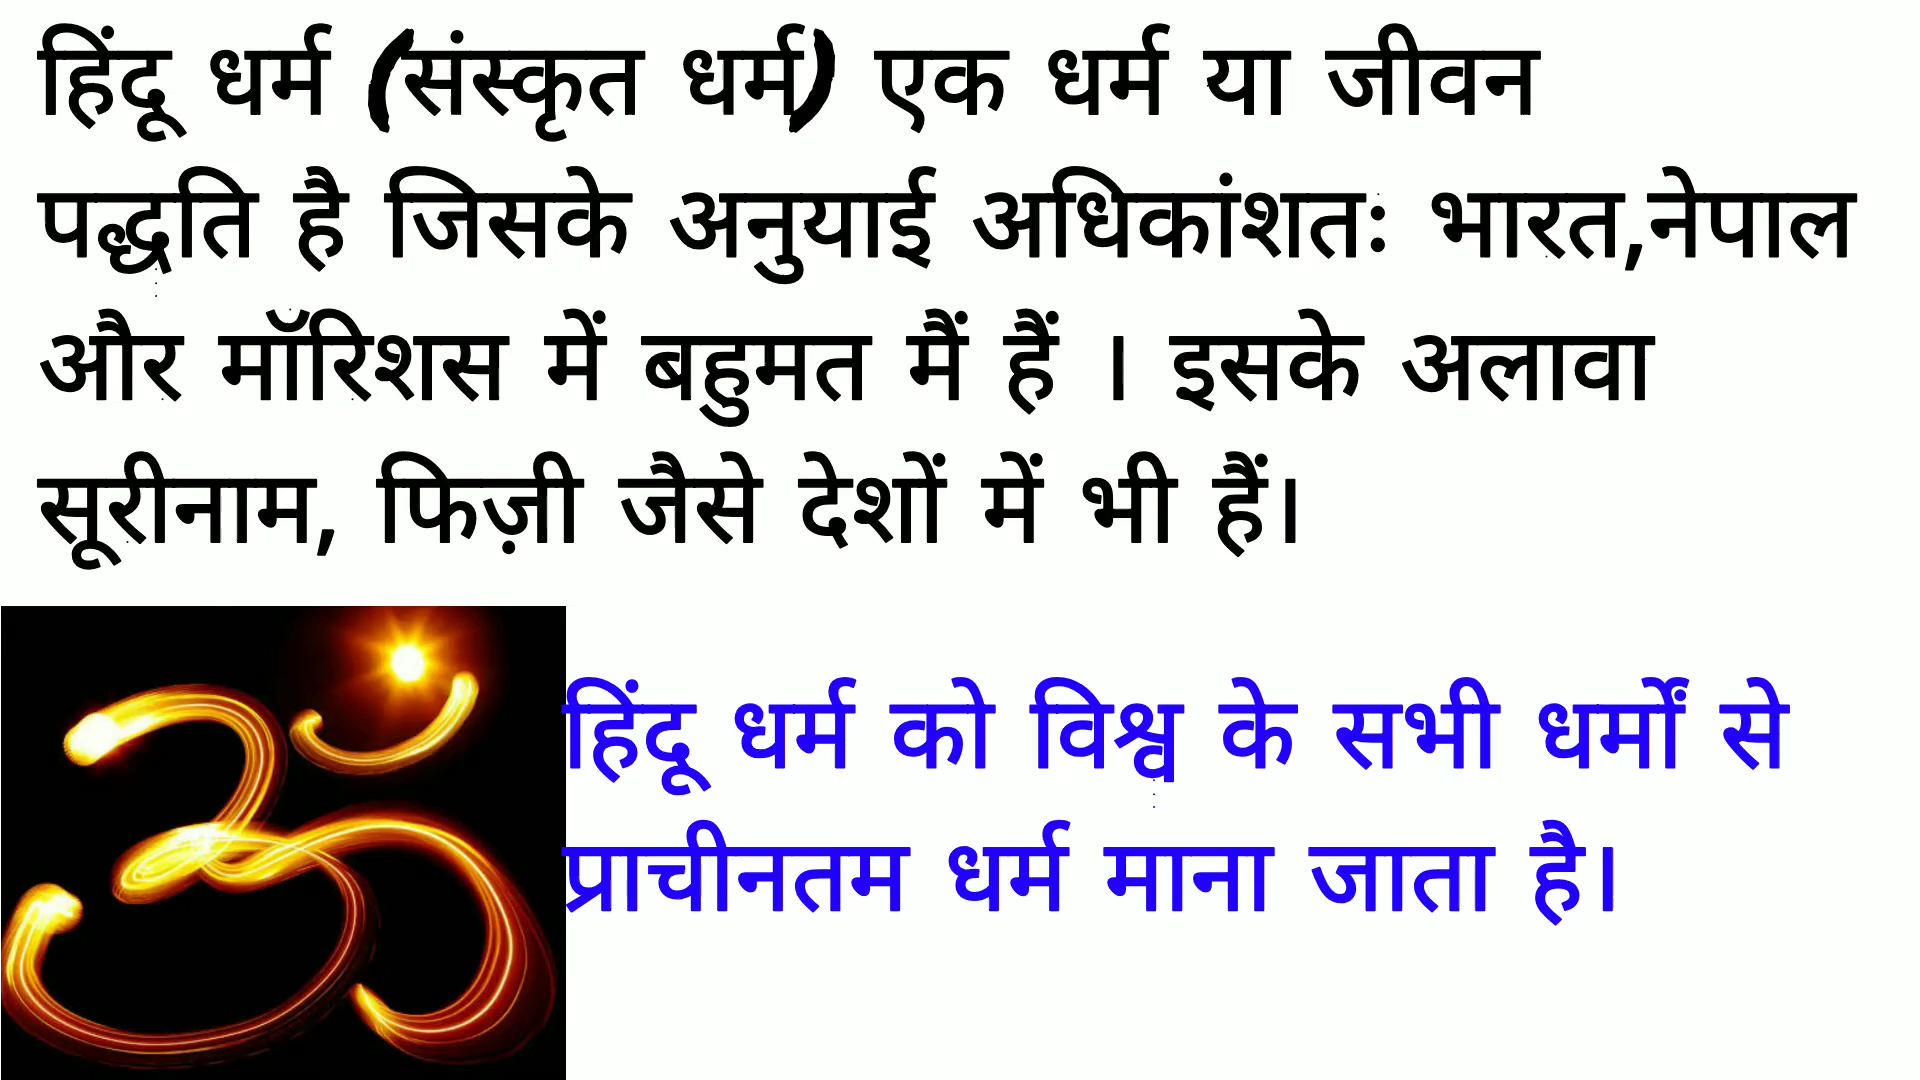 हिंदू धर्म (संस्कृत धर्म) एक धर्म या जीवन
पद्धति है जिसके अनुयाई अधिकांशतः भारत,नेपाल
और मॉरिशस में बहुमत मैं हैं । इसके अलावा
सूरीनाम, फिज़ी जैसे देशों में भी हैं।
ॐ
हिंदू धर्म को विश्व के सभी धर्मों से
प्राचीनतम धर्म माना जाता है।